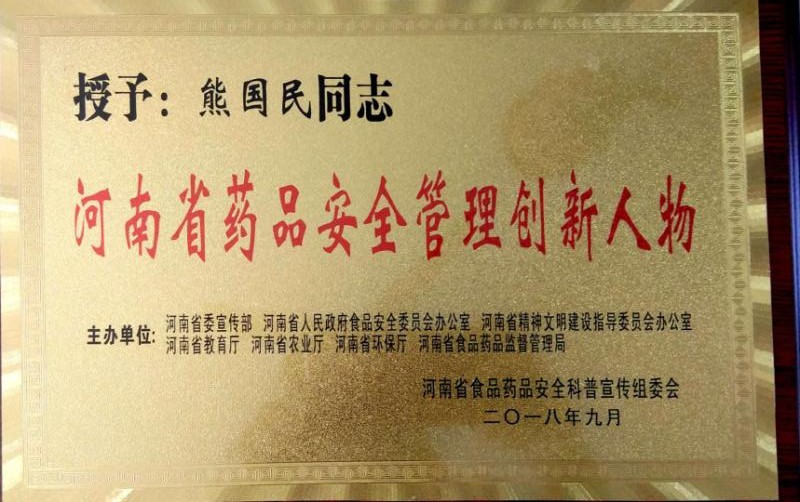 授予：熊国民同志
河南省药品安全管理创新人物
主办单位：河南省委宣传部 河南省人民政府食品安全委员会办公室 河南省精神文明建设指导委员会办公室
河南省教育厅 河南省农业厅 河南省环保厅 河南省食品药品监督管理局
河南省食品药品安全科普宣传组委会
二〇一八年九月